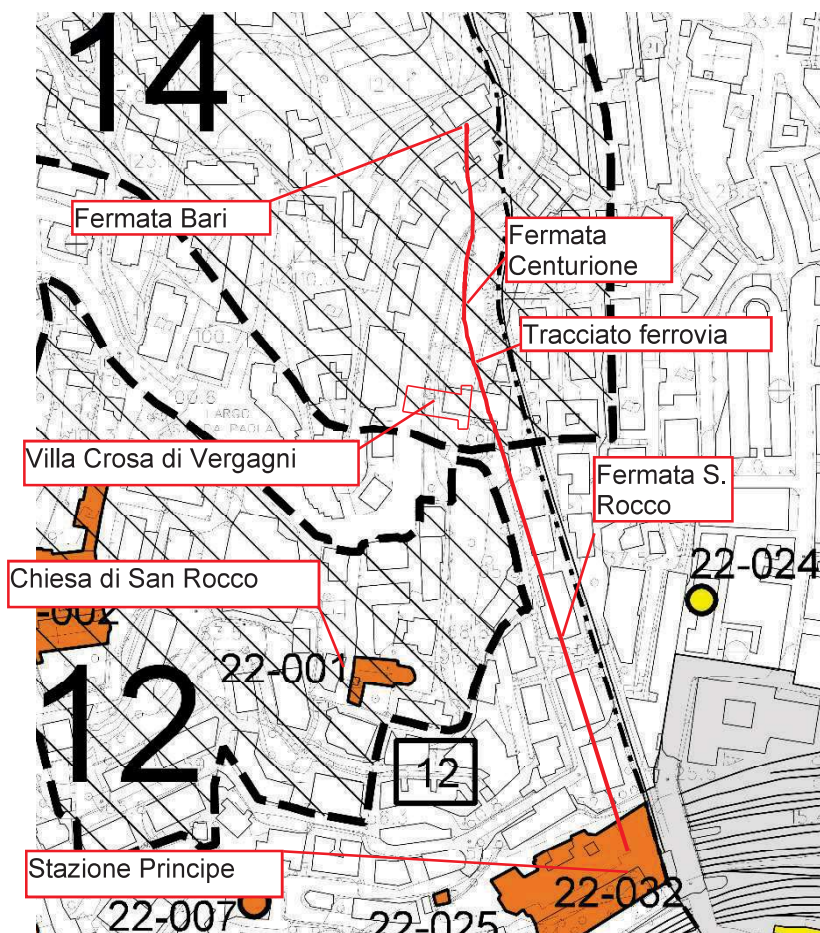 14
Fermata Bari
Fermata
Centurione
Tracciato ferrovia
LARGO
Villa Crosa di Vergagni
Fermata S.
Rocco
22-024
Chiesa di San Rocco
22-001
12
12
Stazione Principe
22-032
22-007
22-025